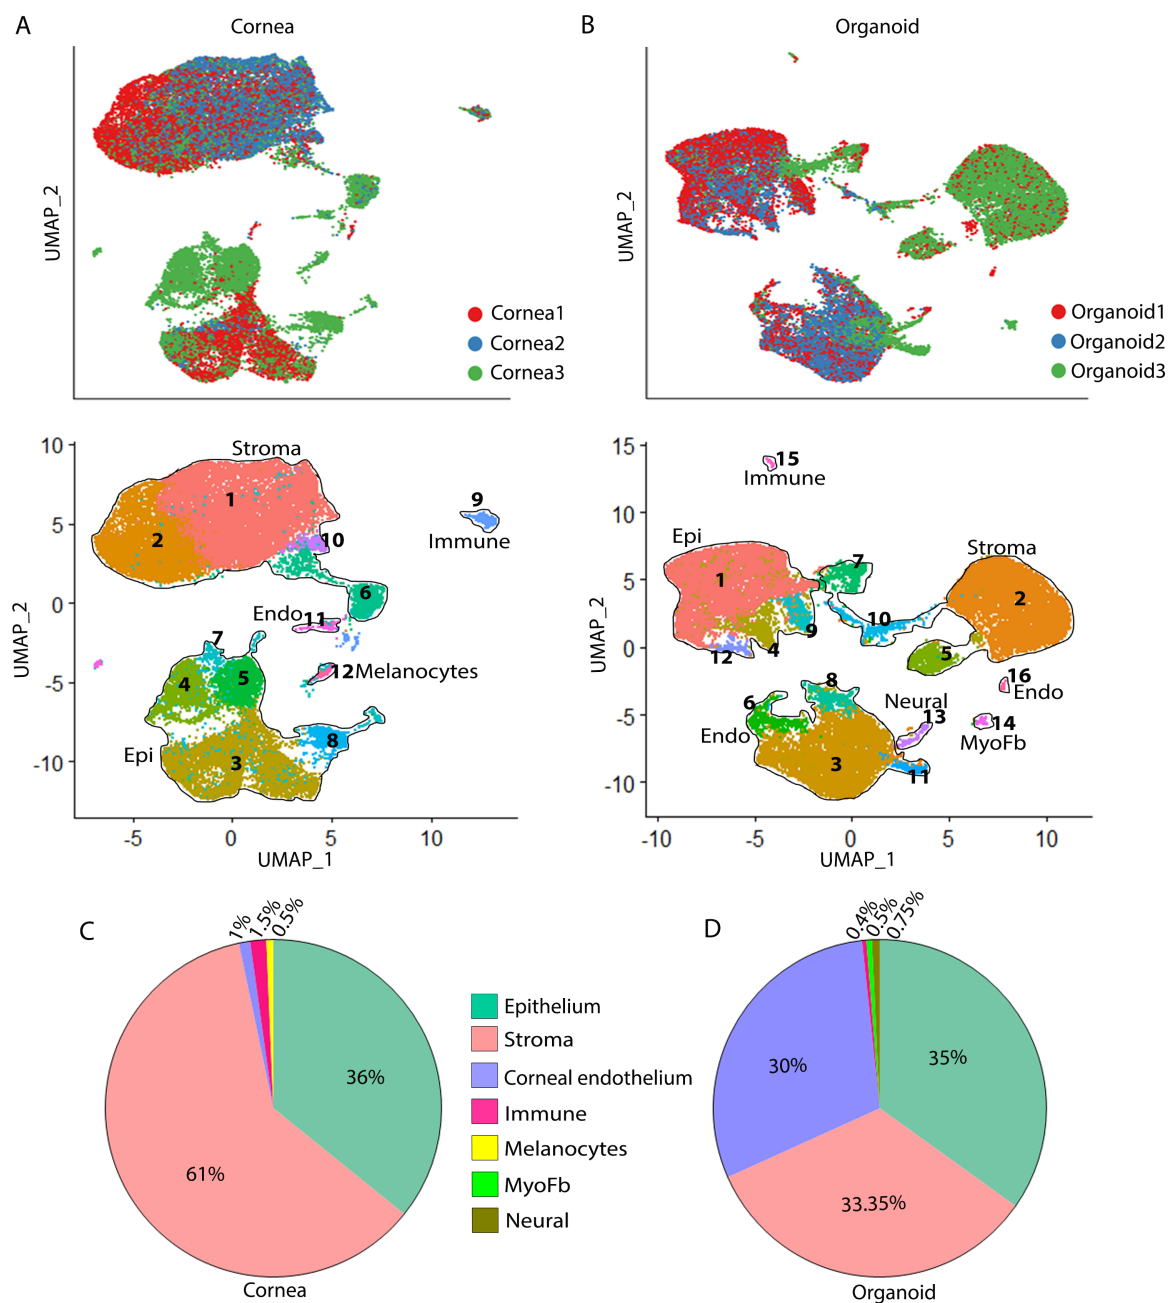 A
Cornea
UMAP_2
Cornea1
Cornea2
Cornea3
B
Organoid
UMAP_2
Organoid1
Organoid2
Organoid3
10
5
0
-5
-10
UMAP_2
Stroma
1
2
9
Immune
10
6
Endo 11
7
12 Melanocytes
4
5
Epi
8
3
-5
0
5
10
UMAP_1
15
10
5
0
-5
-10
UMAP_2
15
Immune
Epi
Stroma
7
1
2
10
9
12
4
5
16
Endo
8
6
Neural
13
14
Endo
MyoFb
3
11
-10
-5
0
5
10
UMAP_1
C
1%
1.5%
0.5%
36%
61%
Cornea
Epithelium
Stroma
Corneal endothelium
Immune
Melanocytes
MyoFb
Neural
D
0.4%
0.5%
0.75%
30%
35%
33.35%
Organoid